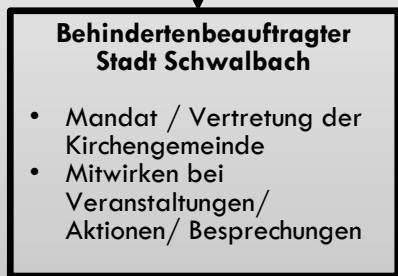 Behindertenbeauftragter
Stadt Schwalbach
• Mandat / Vertretung der
Kirchengemeinde
• Mitwirken bei
Veranstaltungen/
Aktionen/ Besprechungen